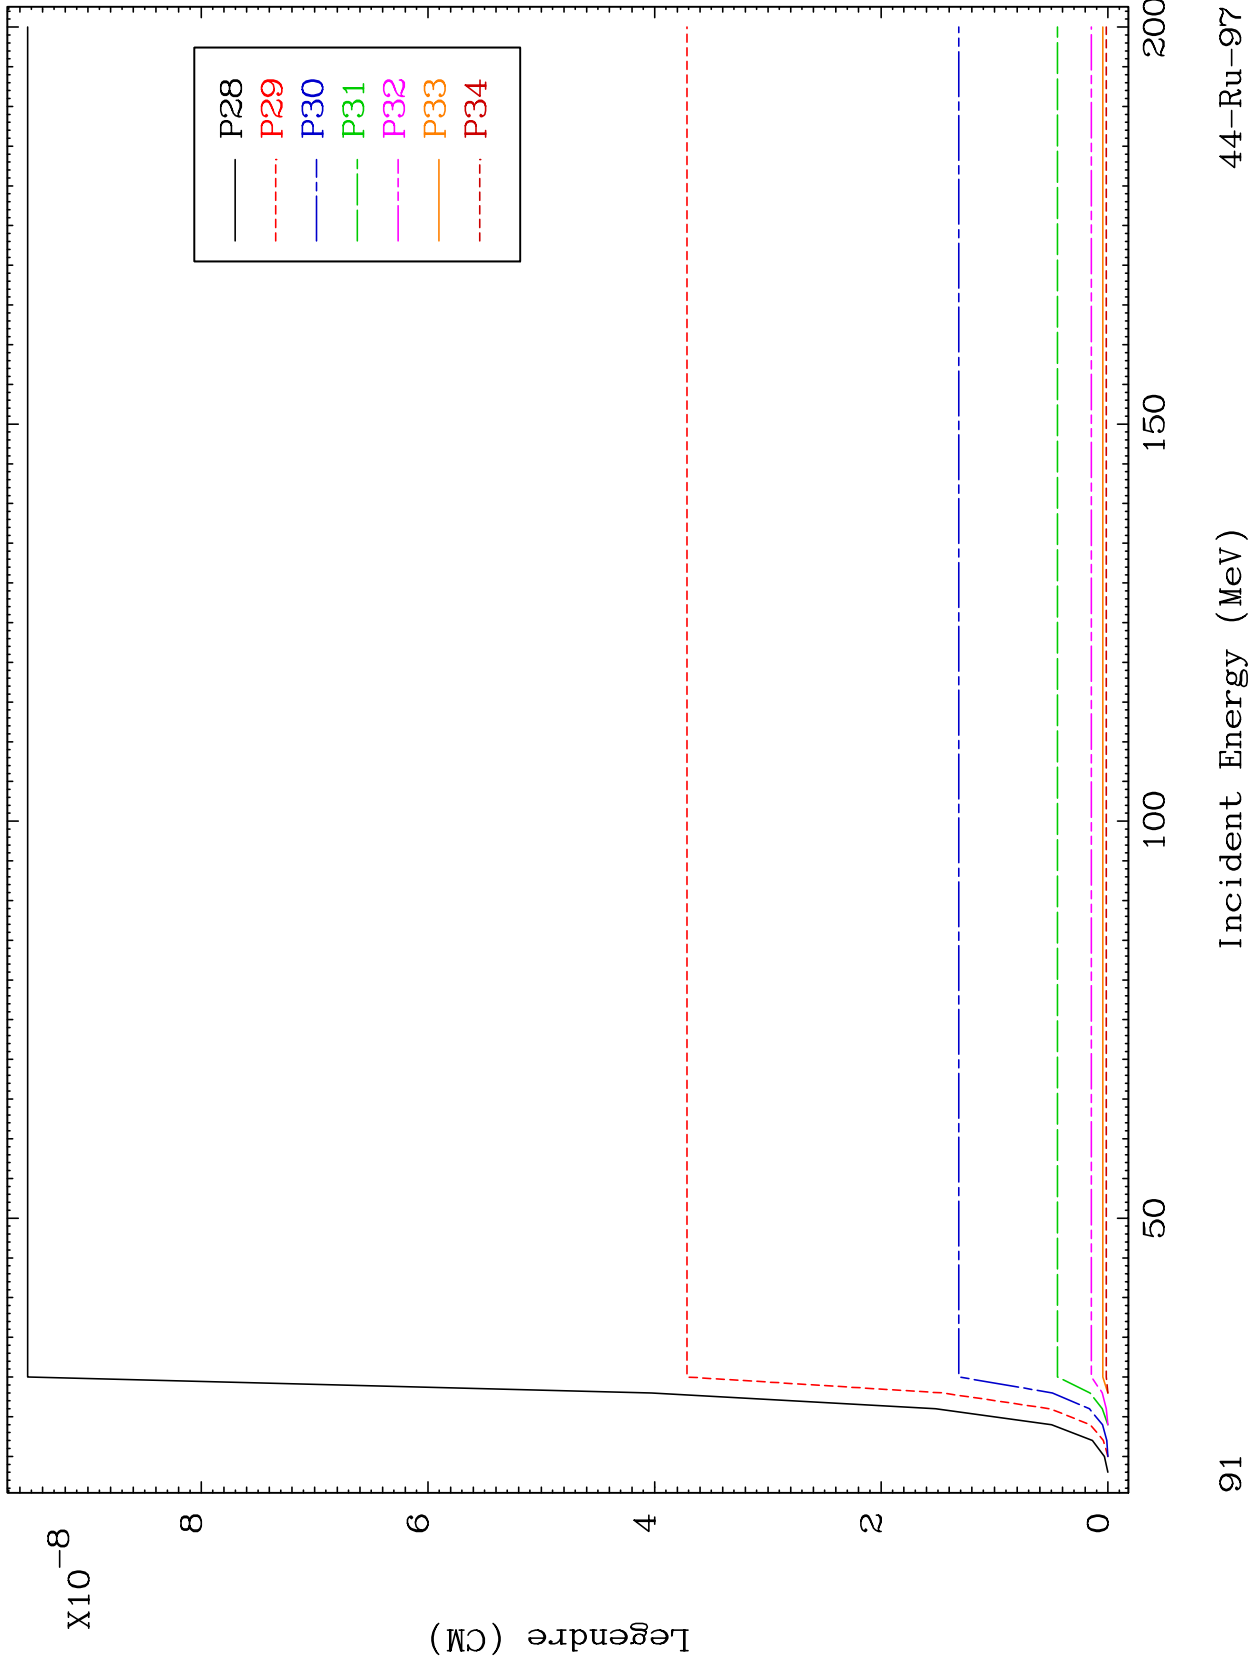 X10-8
8
6
4
2
0
Legendre (CM)
P28
P29
P30
P31
P32
P33
P34
50
100
150
200
Incident Energy (MeV)
91
44-Ru-97